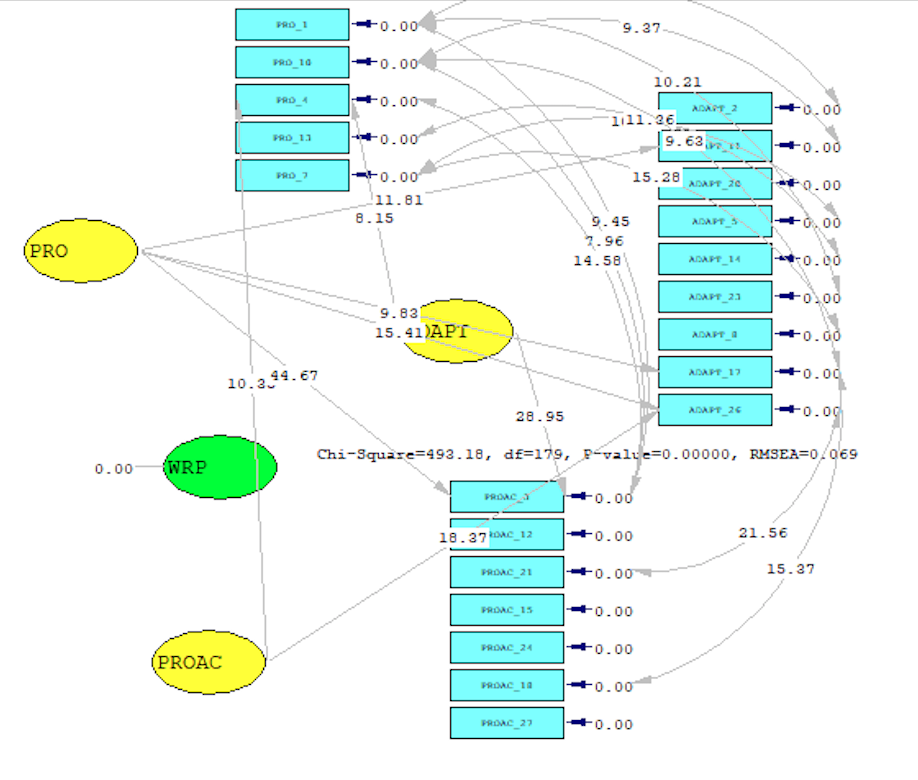 PRO_1 0.00
9.37
PRO_10 0.00
10.21
PRO_4 0.00
ADAPT_2 0.00
11.36
PRO_13 0.00
9.63
0.00
PRO_7 0.00
15.28
ADAPT_20 0.00
11.81
8.15
9.45
ADAPT_5 0.00
7.96
PRO
14.58
ADAPT_14 0.00
ADAPT_23 0.00
9.83
15.41
ADAPT_8 0.00
44.67
ADAPT_17 0.00
28.95
ADAPT_26 0.00
Chi-Square=493.18, df=179, P-value=0.00000, RMSEA=0.069
0.00 WRP
0.00
18.37
PROAC_12 0.00
21.56
PROAC_21 0.00
15.37
PROAC_15 0.00
PROAC
PROAC_24 0.00
PROAC_18 0.00
PROAC_27 0.00